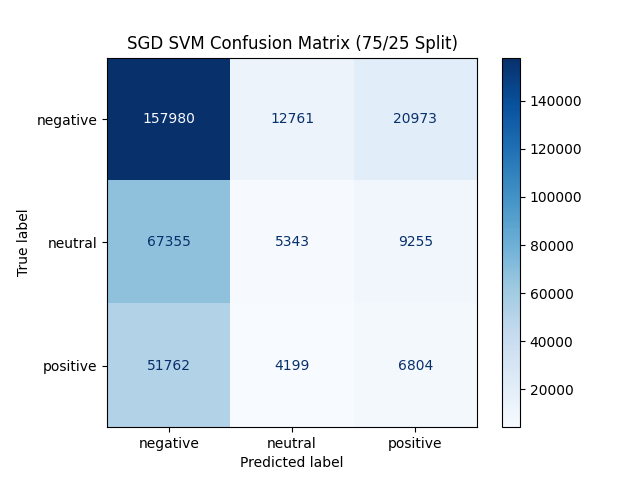 SGD SVM Confusion Matrix (75/25 Split)
negative 157980 12761 20973
neutral 67355 5343 9255
positive 51762 4199 6804
negative neutral positive
Predicted label
True label
140000
120000
100000
80000
60000
40000
20000